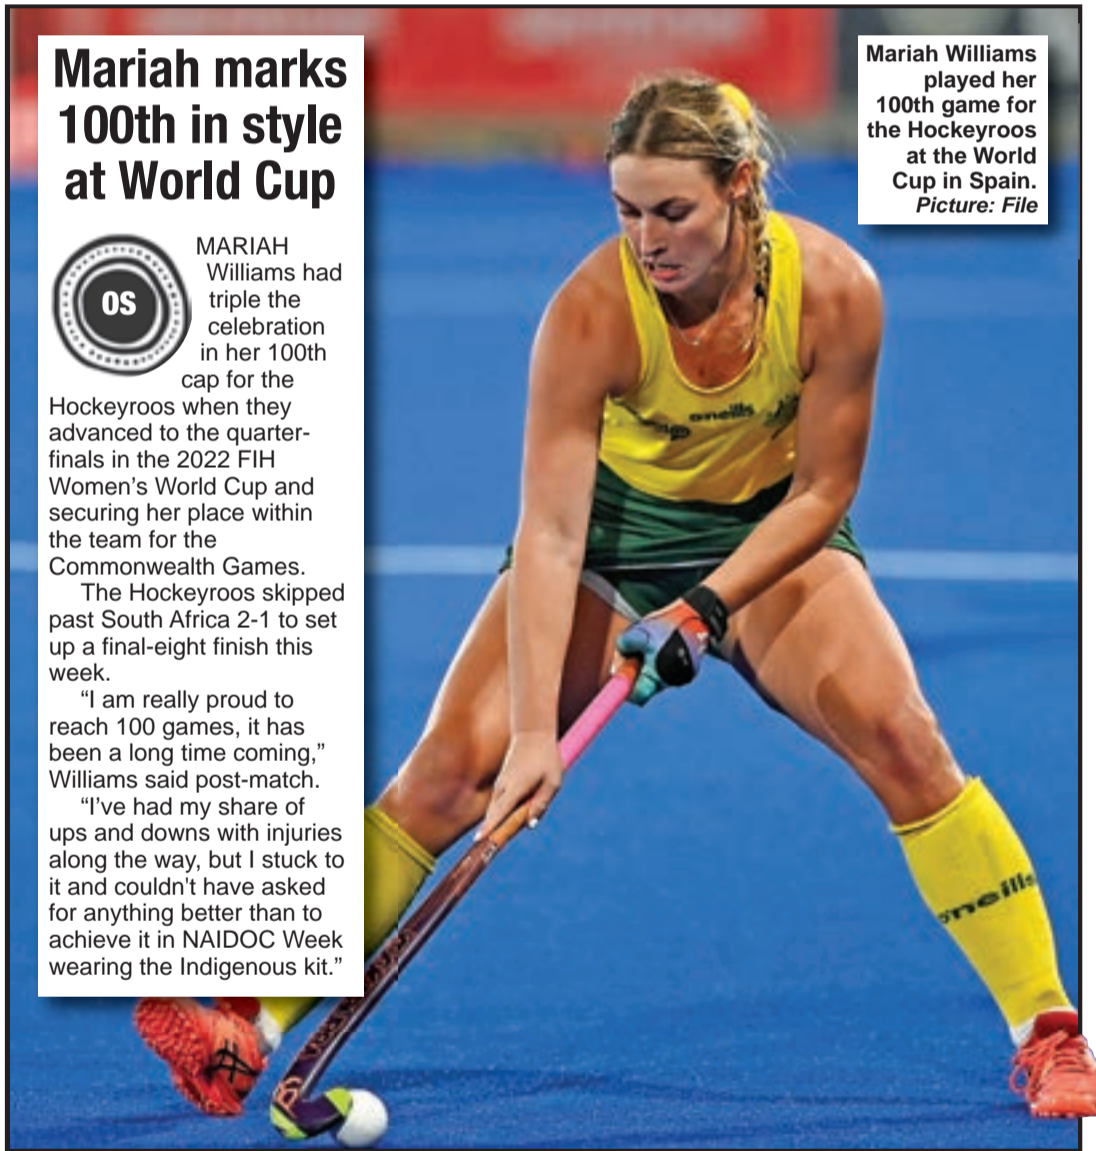 Mariah marks
100th in style
at World Cup
OS
MARIAH
Williams had
triple the
celebration
in her 100th
cap for the
Hockeyroos when they
advanced to the quarter-
finals in the 2022 FIH
Women’s World Cup and
securing her place within
the team for the
Commonwealth Games.
The Hockeyroos skipped
past South Africa 2-1 to set
up a final-eight finish this
week.
“I am really proud to
reach 100 games, it has
been a long time coming,”
Williams said post-match.
“I’ve had my share of
ups and downs with injuries
along the way, but I stuck to
it and couldn't have asked
for anything better than to
achieve it in NAIDOC Week
wearing the Indigenous kit.”
Mariah Williams
played her
100th game for
the Hockeyroos
at the World
Cup in Spain.
Picture: File
oneills
oneills